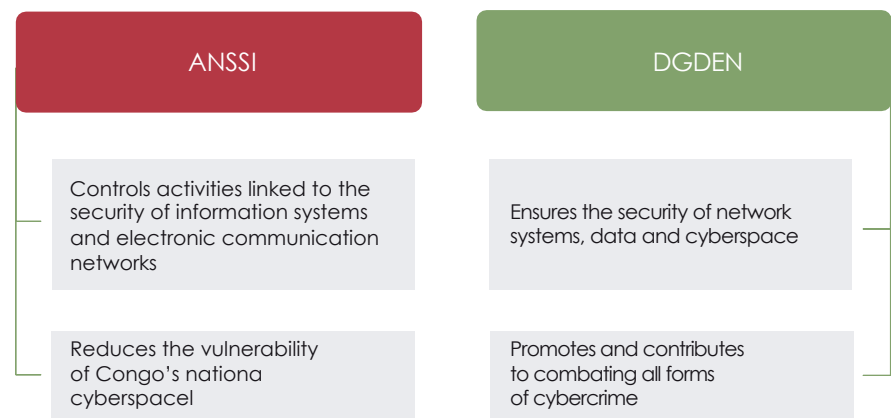 ANSSI
Controls activities linked to the
security of information systems
and electronic communication
networks
Reduces the vulnerability
of Congo's nationa
cyberspacel
DGDEN
Ensures the security of network
systems, data and cyberspace
Promotes and contributes
to combating all forms
of cybercrime